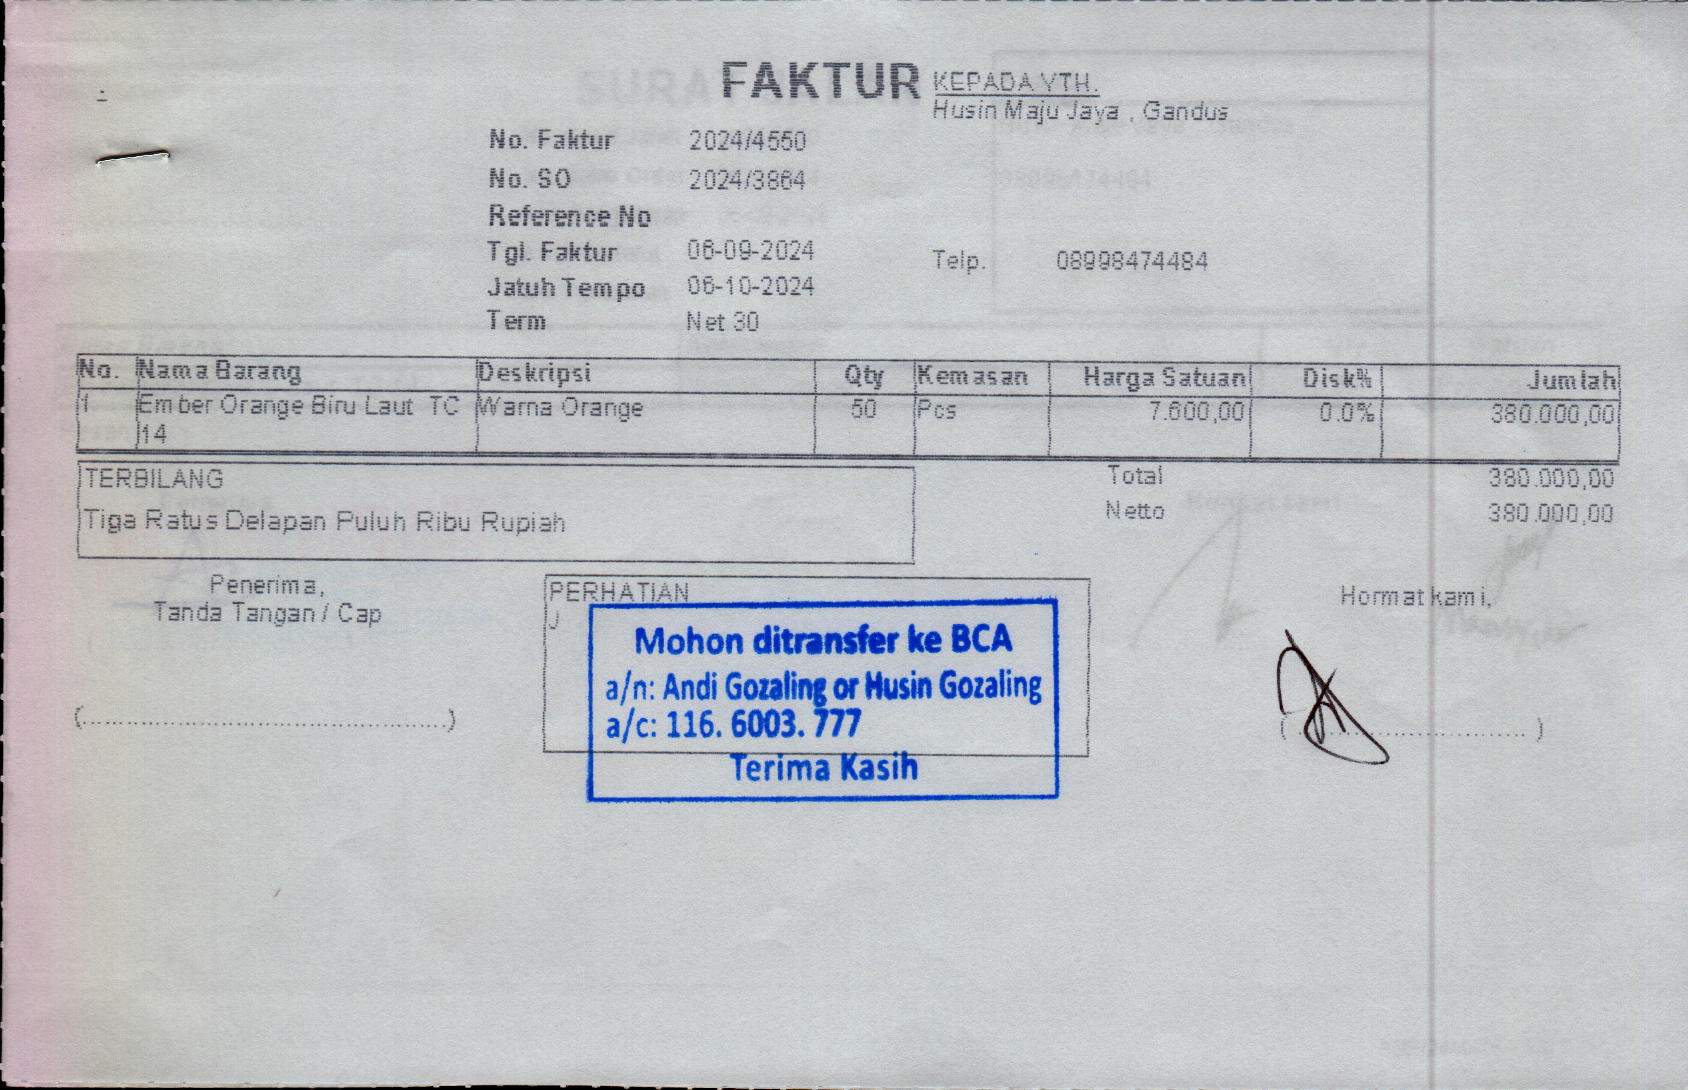 FAKTUR
KEPADA YTH.
Husin Maju Jaya , Gandus
No. Faktur 2024/4550
No. SO 2024/3864
Reference No
Tgl. Faktur 06-09-2024
Telp. 08998474484
Jatuh Tempo 06-10-2024
Term Net 30
No. Nama Barang Deskripsi Qty Kemasan Harga Satuan Disk% Jumlah
1 Ember Orange Biru Laut TC Warna Orange 50 Pcs 7.600,00 0.0% 380.000,00
14
TERBILANG
Total 380.000,00
Tiga Ratus Delapan Puluh Ribu Rupiah
Netto 380.000,00
Penerima,
Tanda Tangan / Cap
PERHATIAN
Hormat kami,
Mohon ditransfer ke BCA
a/n: Andi Gozaling or Husin Gozaling
a/c: 116. 6003. 777
Terima Kasih
(............................................)
(............................................)